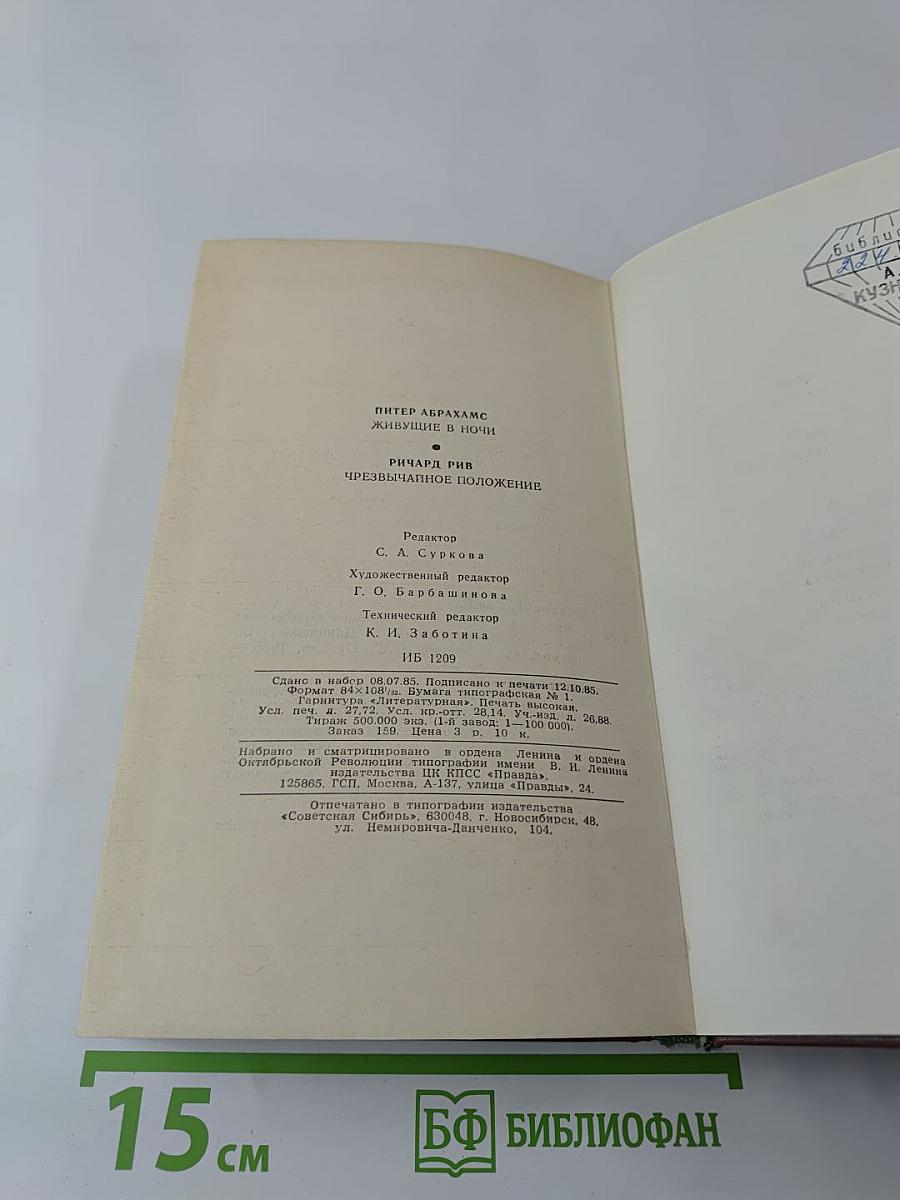 ПИТЕР АБРАХАМС
ЖИВУЩИЕ В НОЧИ
РИЧАРД РИВ
ЧРЕЗВЫЧАЙНОЕ ПОЛОЖЕНИЕ
Редактор
С. А. Суркова
Художественный редактор
Г. О. Барбашинова
Технический редактор
К. И. Заботина
ИБ 1209
Сдано в набор 08.07.85. Подписано к печати 12.10.85.
Формат 84×108¹/₃₂. Бумага типографская № 1.
Гарнитура «Литературная». Печать высокая.
Усл. печ. л. 27,72. Усл. кр.-отт. 28,14. Уч.-изд. л. 26,88.
Тираж 500.000 экз. (1-й завод: 1—100 000).
Заказ 159. Цена 3 р. 10 к.
Набрано и сматрицировано в ордена Ленина и ордена
Октябрьской Революции типографии имени В. И. Ленина
издательства ЦК КПСС «Правда».
125865, ГСП, Москва, А-137, улица «Правды», 24.
Отпечатано в типографии издательства
«Советская Сибирь», 630048, г. Новосибирск, 48,
ул. Немировича-Данченко, 104.
Библио
224
А.
КУЗН
15 см
БФ БИБЛИОФАН